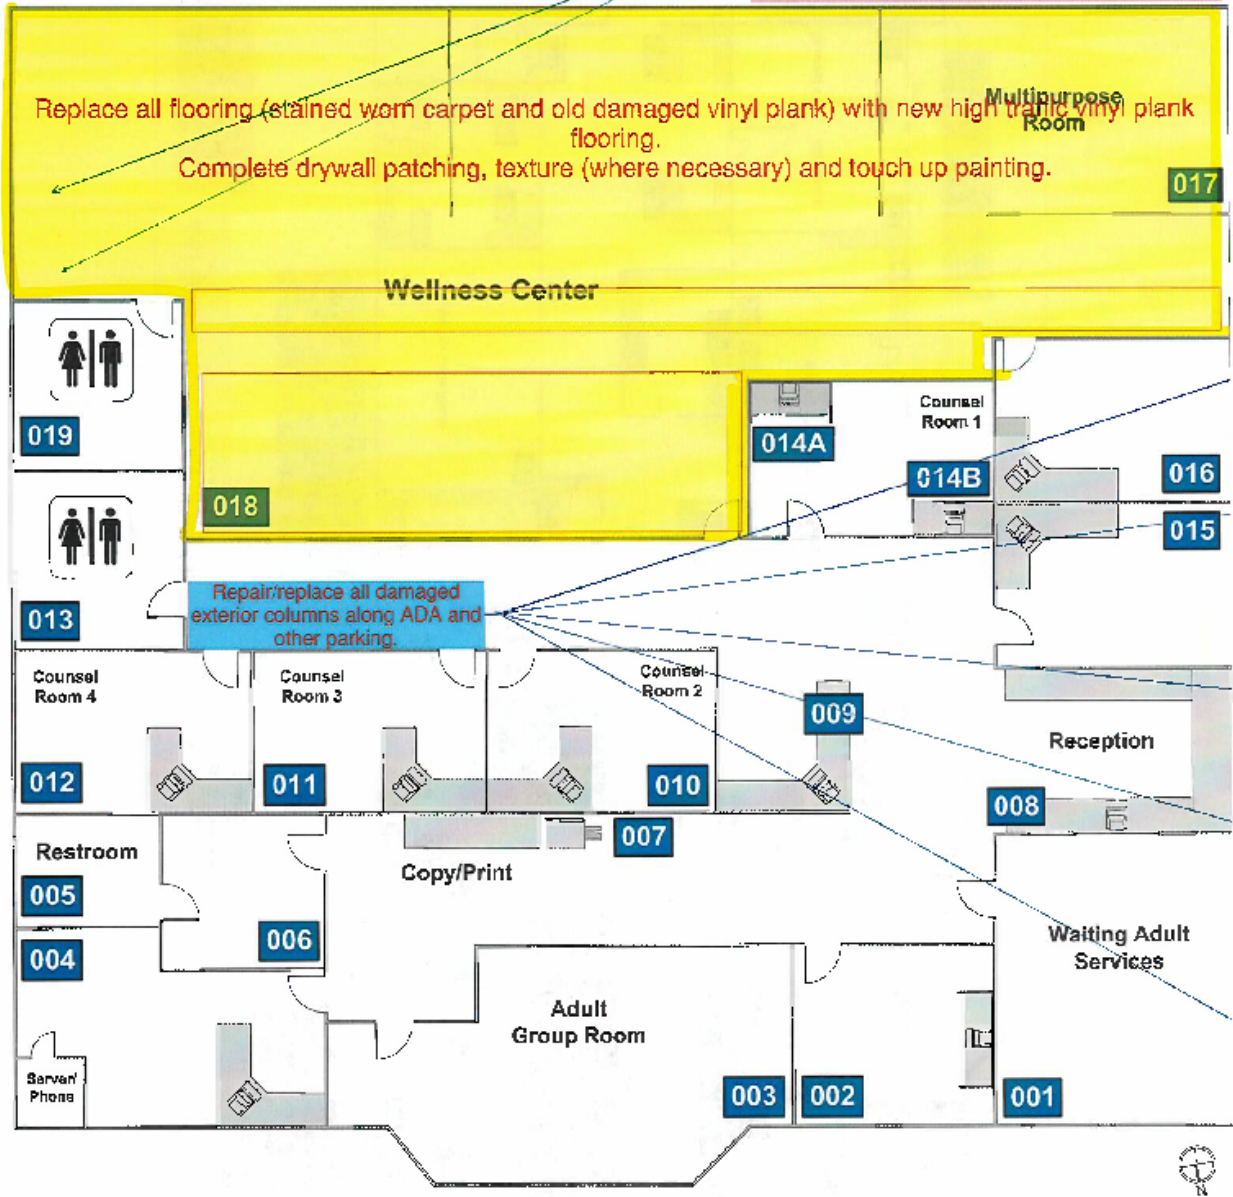 Replace all flooring (stained worn carpet and old damaged vinyl plank) with new high traffic vinyl plank
flooring.
Complete drywall patching, texture (where necessary) and touch up painting.
Multipurpose
Room
017
Wellness Center
019
018
014A
Counsel
Room 1
014B
016
015
013
Repair/replace all damaged
exterior columns along ADA and
other parking.
Counsel
Room 4
012
Counsel
Room 3
011
Counsel
Room 2
010
009
Reception
008
007
Copy/Print
Restroom
005
006
004
Server/
Phone
Adult
Group Room
003
002
Waiting Adult
Services
001
N